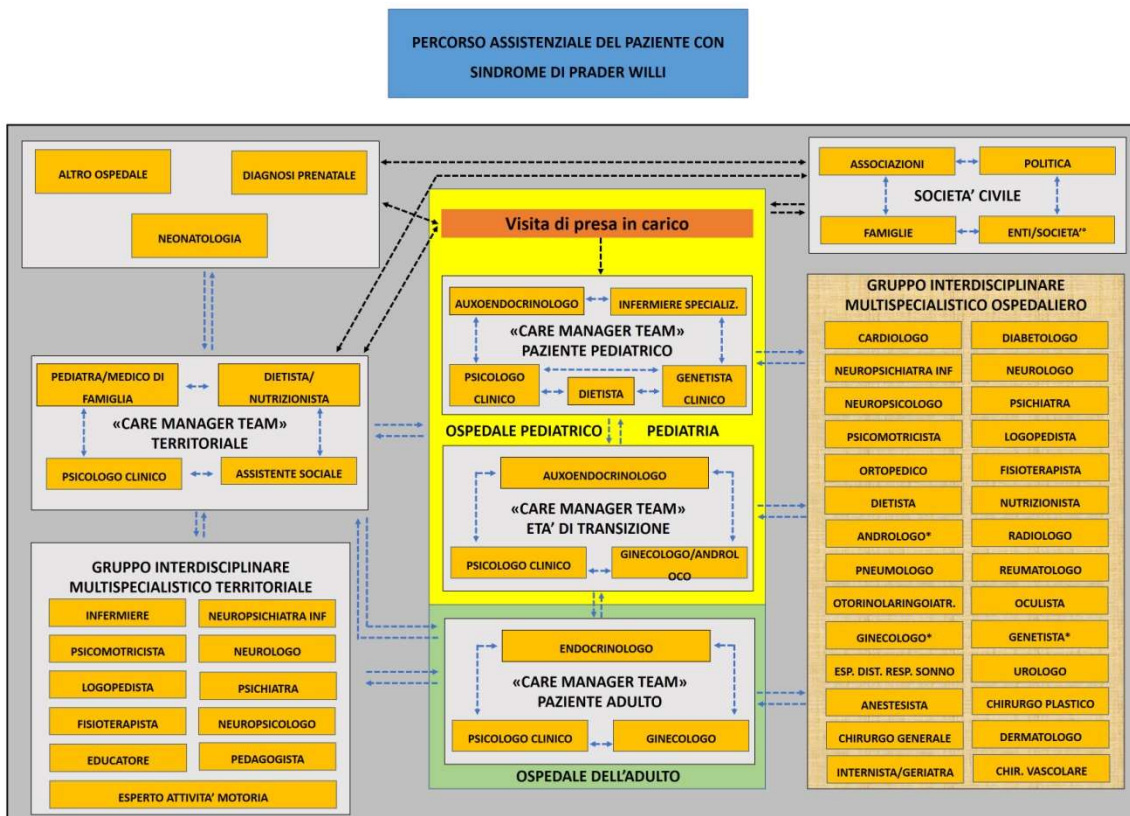 PERCORSO ASSISTENZIALE DEL PAZIENTE CON
SINDROME DI PRADER WILLI
ALTRO OSPEDALE
DIAGNOSI PRENATALE
NEONATOLOGIA
ASSOCIAZIONI
POLITICA
SOCIETA’ CIVILE
FAMIGLIE
ENTI/SOCIETA’°
Visita di presa in carico
AUXOENDOCRINOLOGO
INFERMIERE SPECIALIZ.
«CARE MANAGER TEAM»
PAZIENTE PEDIATRICO
PSICOLOGO
CLINICO
DIETISTA
GENETISTA
CLINICO
OSPEDALE PEDIATRICO
PEDIATRIA
AUXOENDOCRINOLOGO
«CARE MANAGER TEAM»
ETA’ DI TRANSIZIONE
PSICOLOGO CLINICO
GINECOLOGO/ANDROL
OCO
ENDOCRINOLOGO
«CARE MANAGER TEAM»
PAZIENTE ADULTO
PSICOLOGO CLINICO
GINECOLOGO
OSPEDALE DELL’ADULTO
PEDIATRA/MEDICO DI
FAMIGLIA
DIETISTA/
NUTRIZIONISTA
«CARE MANAGER TEAM»
TERRITORIALE
PSICOLOGO CLINICO
ASSISTENTE SOCIALE
GRUPPO INTERDISCIPLINARE
MULTISPECIALISTICO TERRITORIALE
INFERMIERE
NEUROPSICHIATRA INF
PSICOMOTRICISTA
NEUROLOGO
LOGOPEDISTA
PSICHIATRA
FISIOTERAPISTA
NEUROPSICOLOGO
EDUCATORE
PEDAGOGISTA
ESPERTO ATTIVITA’ MOTORIA
GRUPPO INTERDISCIPLINARE
MULTISPECIALISTICO OSPEDALIERO
CARDIOLOGO
DIABETOLOGO
NEUROPSICHIATRA INF
NEUROLOGO
NEUROPSICOLOGO
PSICHIATRA
PSICOMOTRICISTA
LOGOPEDISTA
ORTOPEDICO
FISIOTERAPISTA
DIETISTA
NUTRIZIONISTA
ANDROLOGO*
RADIOLOGO
PNEUMOLOGO
REUMATOLOGO
OTORINOLARINGOIATR.
OCULISTA
GINECOLOGO*
GENETISTA*
ESP. DIST. RESP. SONNO
UROLOGO
ANESTESISTA
CHIRURGO PLASTICO
CHIRURGO GENERALE
DERMATOLOGO
INTERNISTA/GERIATRA
CHIR. VASCOLARE